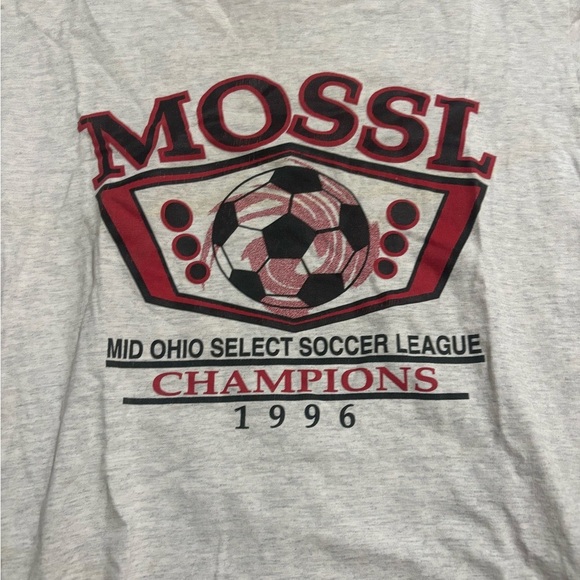 MOSSL
MID OHIO SELECT SOCCER LEAGUE
CHAMPIONS
1996